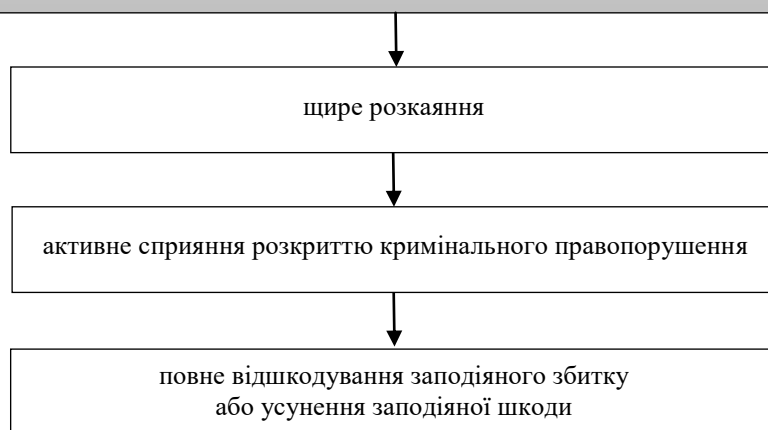 щире розкаяння
активне сприяння розкриттю кримінального правопорушення
повне відшкодування заподіяного збитку
або усунення заподіяної шкоди